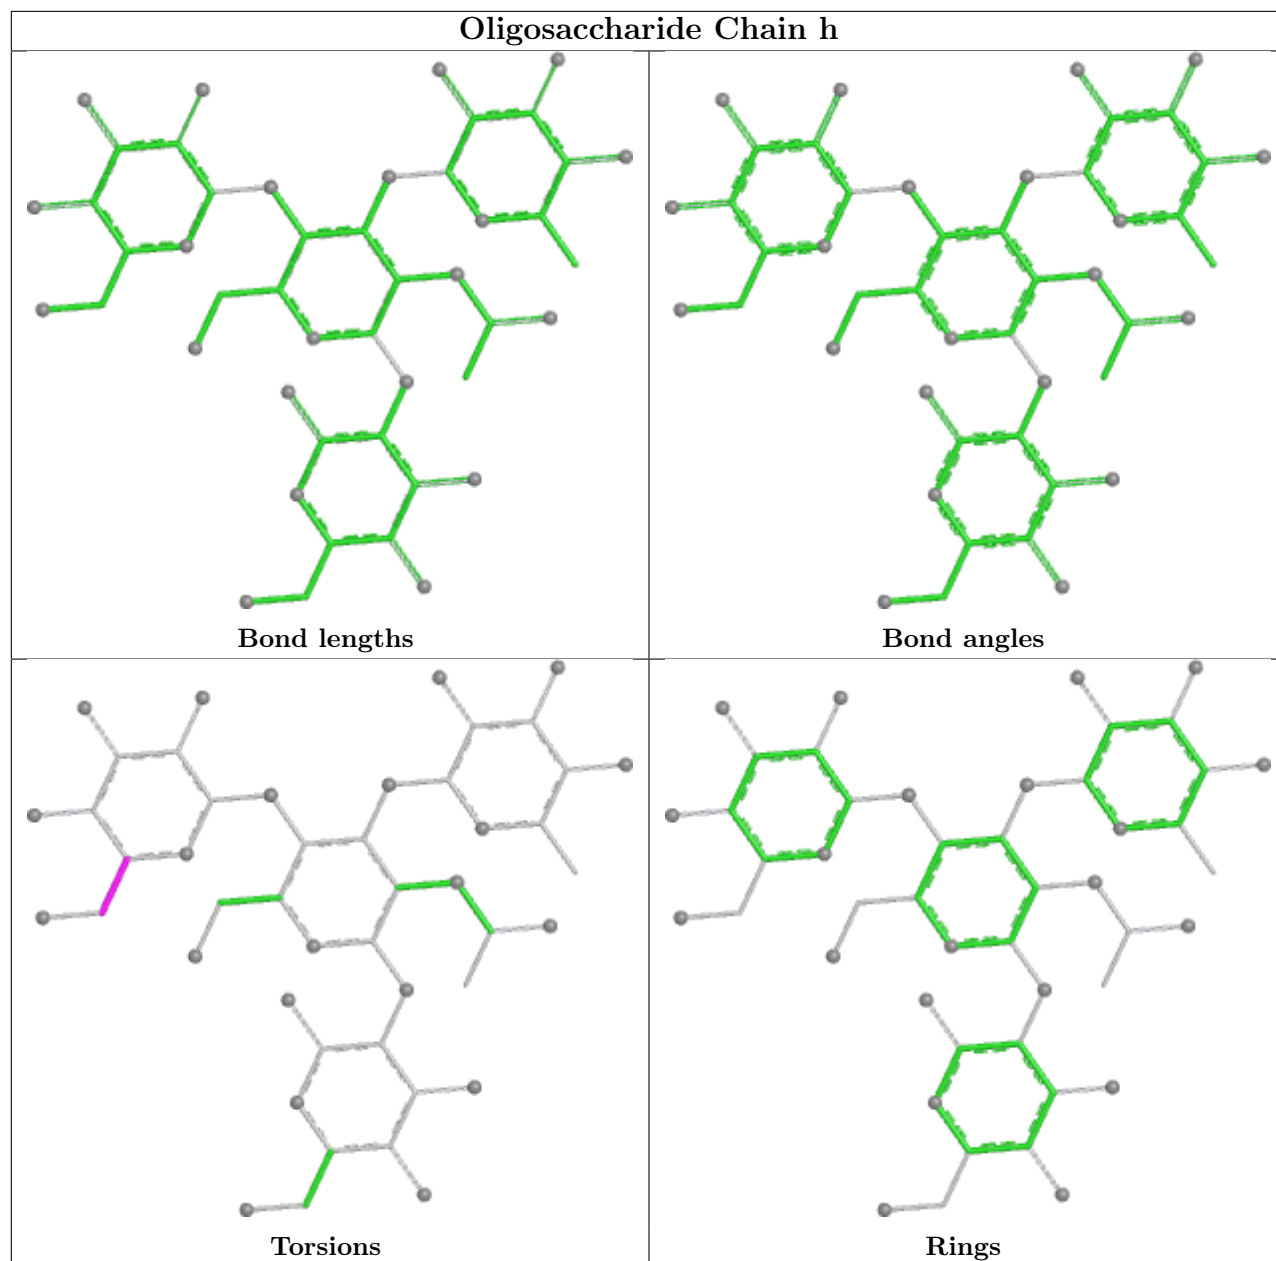 Oligosaccharide Chain h
Bond lengths
Bond angles
Torsions
Rings